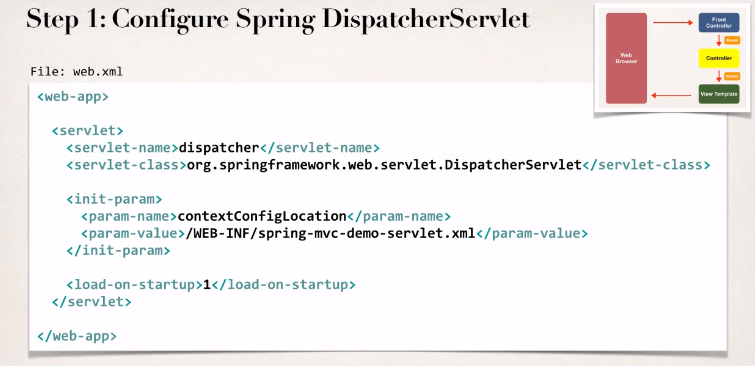 Step 1: Configure Spring DispatcherServlet
Web
Browser
Front
Controller
Model
Controller
Model
View Template
File: web.xml
<web-app>
<servlet>
<servlet-name>dispatcher</servlet-name>
<servlet-class>org.springframework.web.servlet.DispatcherServlet</servlet-class>
<init-param>
<param-name>contextConfigLocation</param-name>
<param-value>/WEB-INF/spring-mvc-demo-servlet.xml</param-value>
</init-param>
<load-on-startup>1</load-on-startup>
</servlet>
</web-app>